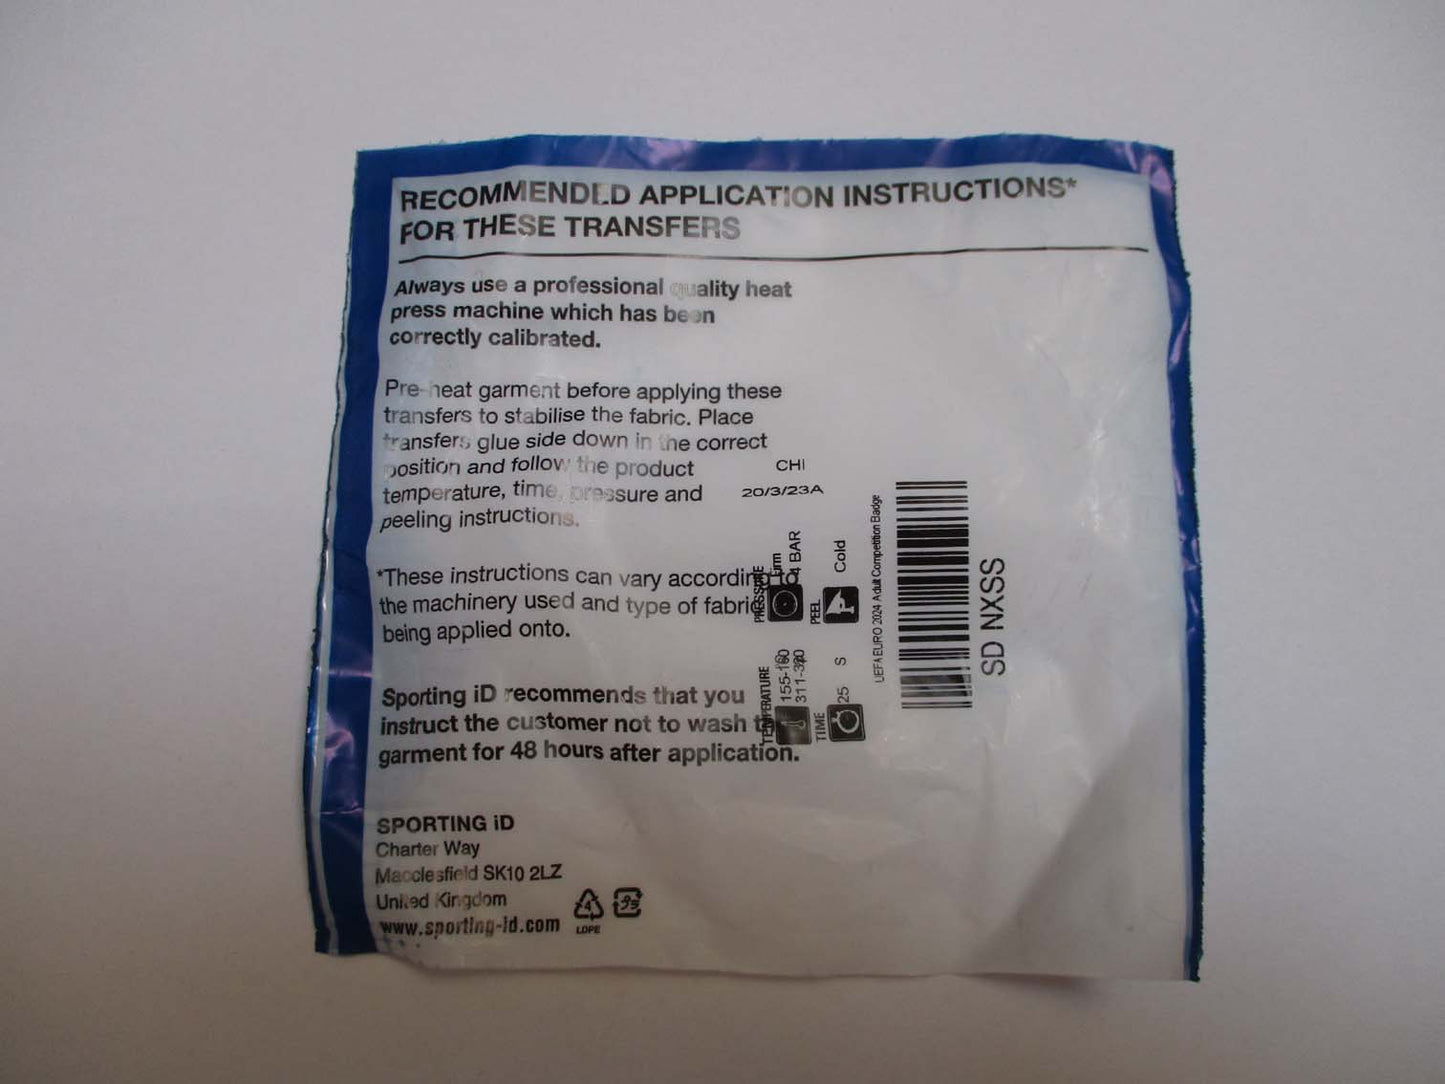 RECOMMENDED APPLICATION INSTRUCTIONS*
FOR THESE TRANSFERS
Always use a professional quality heat
press machine which has been
correctly calibrated.
Pre-heat garment before applying these
transfers to stabilise the fabric. Place
transfers glue side down in the correct
position and follow the product
temperature, time, pressure and
peeling instructions.
*These instructions can vary according to
the machinery used and type of fabric
being applied onto.
Sporting iD recommends that you
instruct the customer not to wash the
garment for 48 hours after application.
SPORTING iD
Charter Way
Macclesfield SK10 2LZ
United Kingdom
www.sporting-id.com
4
LDPE
CHI
20/3/23A
PRESSURE
Firm
4 BAR
PEEL
Cold
TEMPERATURE
155-160
311-320
TIME
25 S
UEFA EURO 2024 Adult Competition Badge
SD NXSS